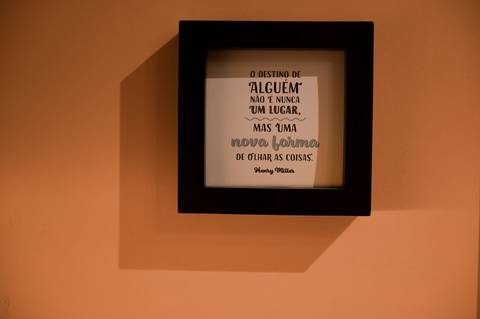 O DESTINO DE
ALGUÉM
NÃO É NUNCA
UM LUGAR,
MAS UMA
nova forma
DE OLHAR AS COISAS.
Henry Miller